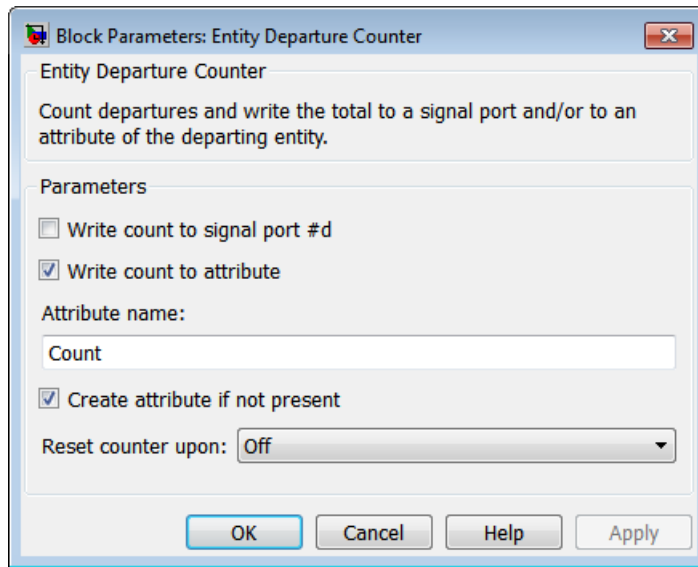 Block Parameters: Entity Departure Counter
Entity Departure Counter
Count departures and write the total to a signal port and/or to an
attribute of the departing entity.
Parameters
Write count to signal port #d
Write count to attribute
Attribute name:
Count
Create attribute if not present
Reset counter upon: Off
OK Cancel Help Apply